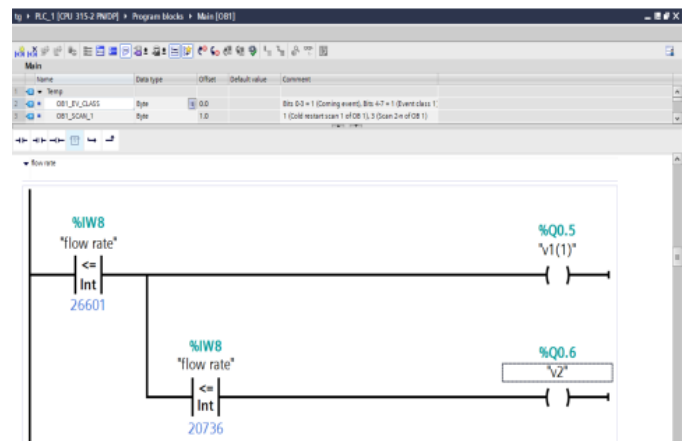 tg ▸ PLC_1 [CPU 315-2 PN/DP] ▸ Program blocks ▸ Main [OB1]
Main
Name Data type Offset Default value Comment
1 Temp
2 OB1_EV_CLASS Byte 0.0 Bits 0-3 = 1 (Coming event), Bits 4-7 = 1 (Event class 1)
3 OB1_SCAN_1 Byte 1.0 1 (Cold restart scan 1 of OB 1), 3 (Scan 2-n of OB 1)
flow rate
%IW8
"flow rate"
<=
Int
26601
%Q0.5
"v1(1)"
%IW8
"flow rate"
<=
Int
20736
%Q0.6
"v2"